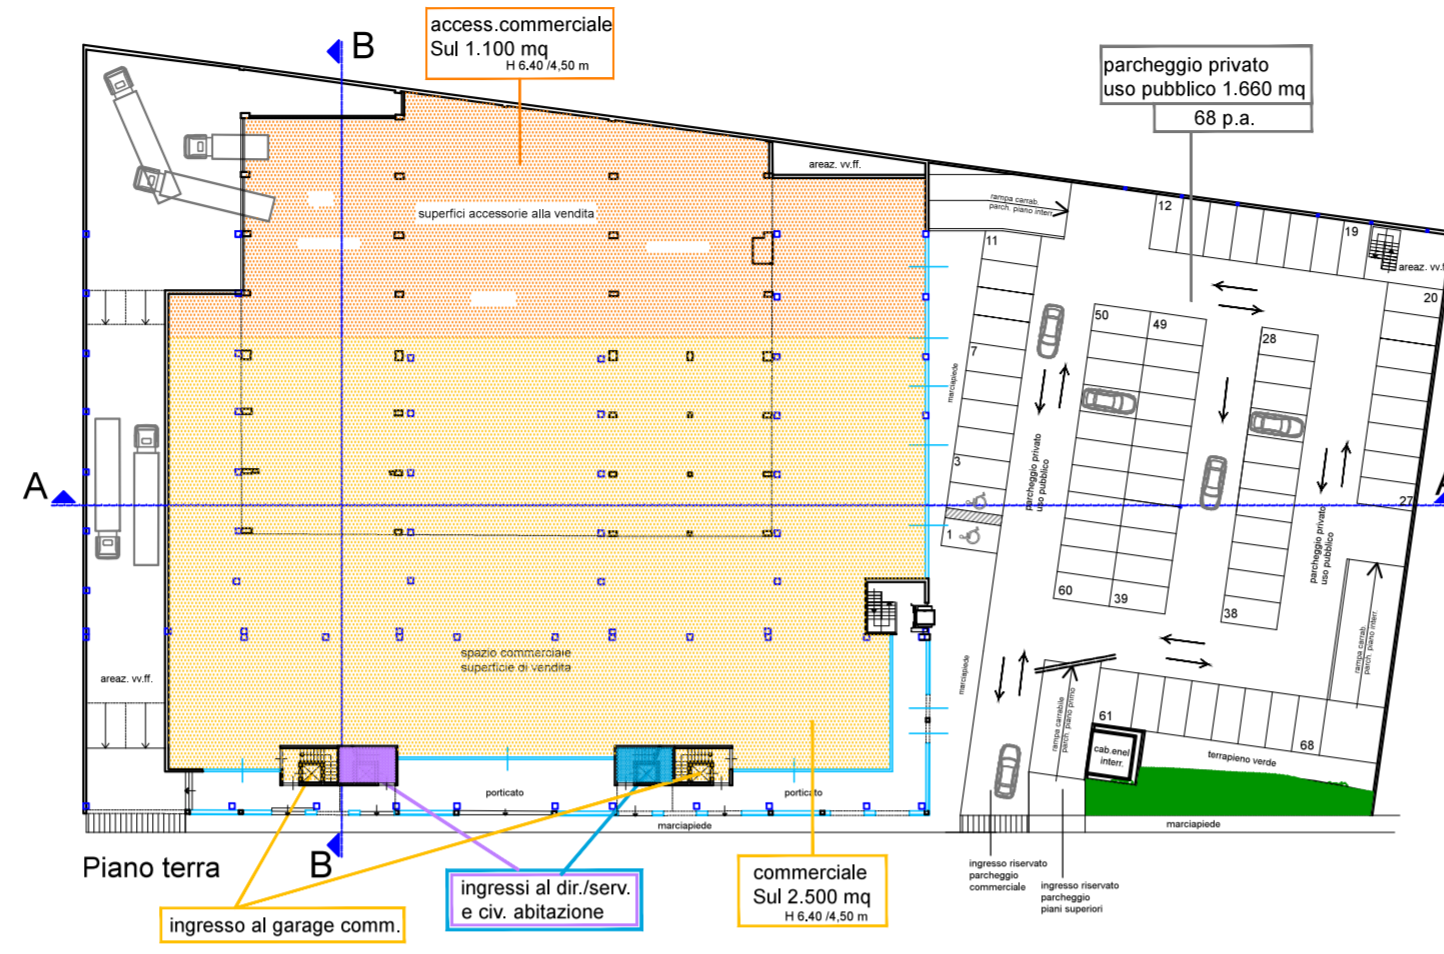 access.commerciale
Sul 1.100 mq
H 6.40 /4,50 m
B
parcheggio privato
uso pubblico 1.660 mq
68 p.a.
areaz. vv.ff.
superfici accessorie alla vendita
rampa carrab.
parch. piano interr.
12
19
areaz. vv.f
11
20
50
49
28
7
marciapiede
parcheggio privato
uso pubblico
3
A
27
1
parcheggio privato
uso pubblico
60
39
38
rampa carrab.
parch. piano interr.
spazio commerciale
superficie di vendita
areaz. vv.ff.
marciapiede
rampa carrabile
parch. piano primo
61
68
cab.enel
interr.
terrapieno verde
porticato
porticato
marciapiede
marciapiede
Piano terra
B
ingresso al garage comm.
ingressi al dir./serv.
e civ. abitazione
commerciale
Sul 2.500 mq
H 6,40 /4,50 m
ingresso riservato
parcheggio
commerciale
ingresso riservato
parcheggio
piani superiori